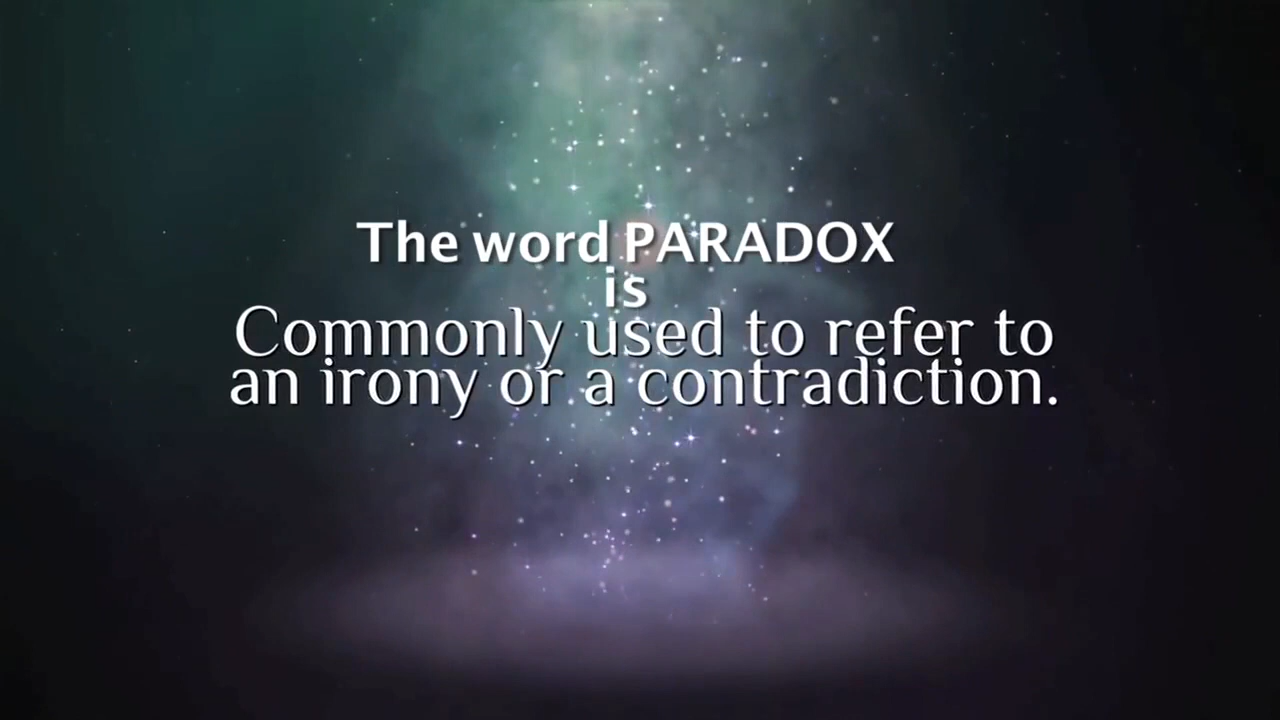 The word PARADOX
is
Commonly used to refer to
an irony or a contradiction.